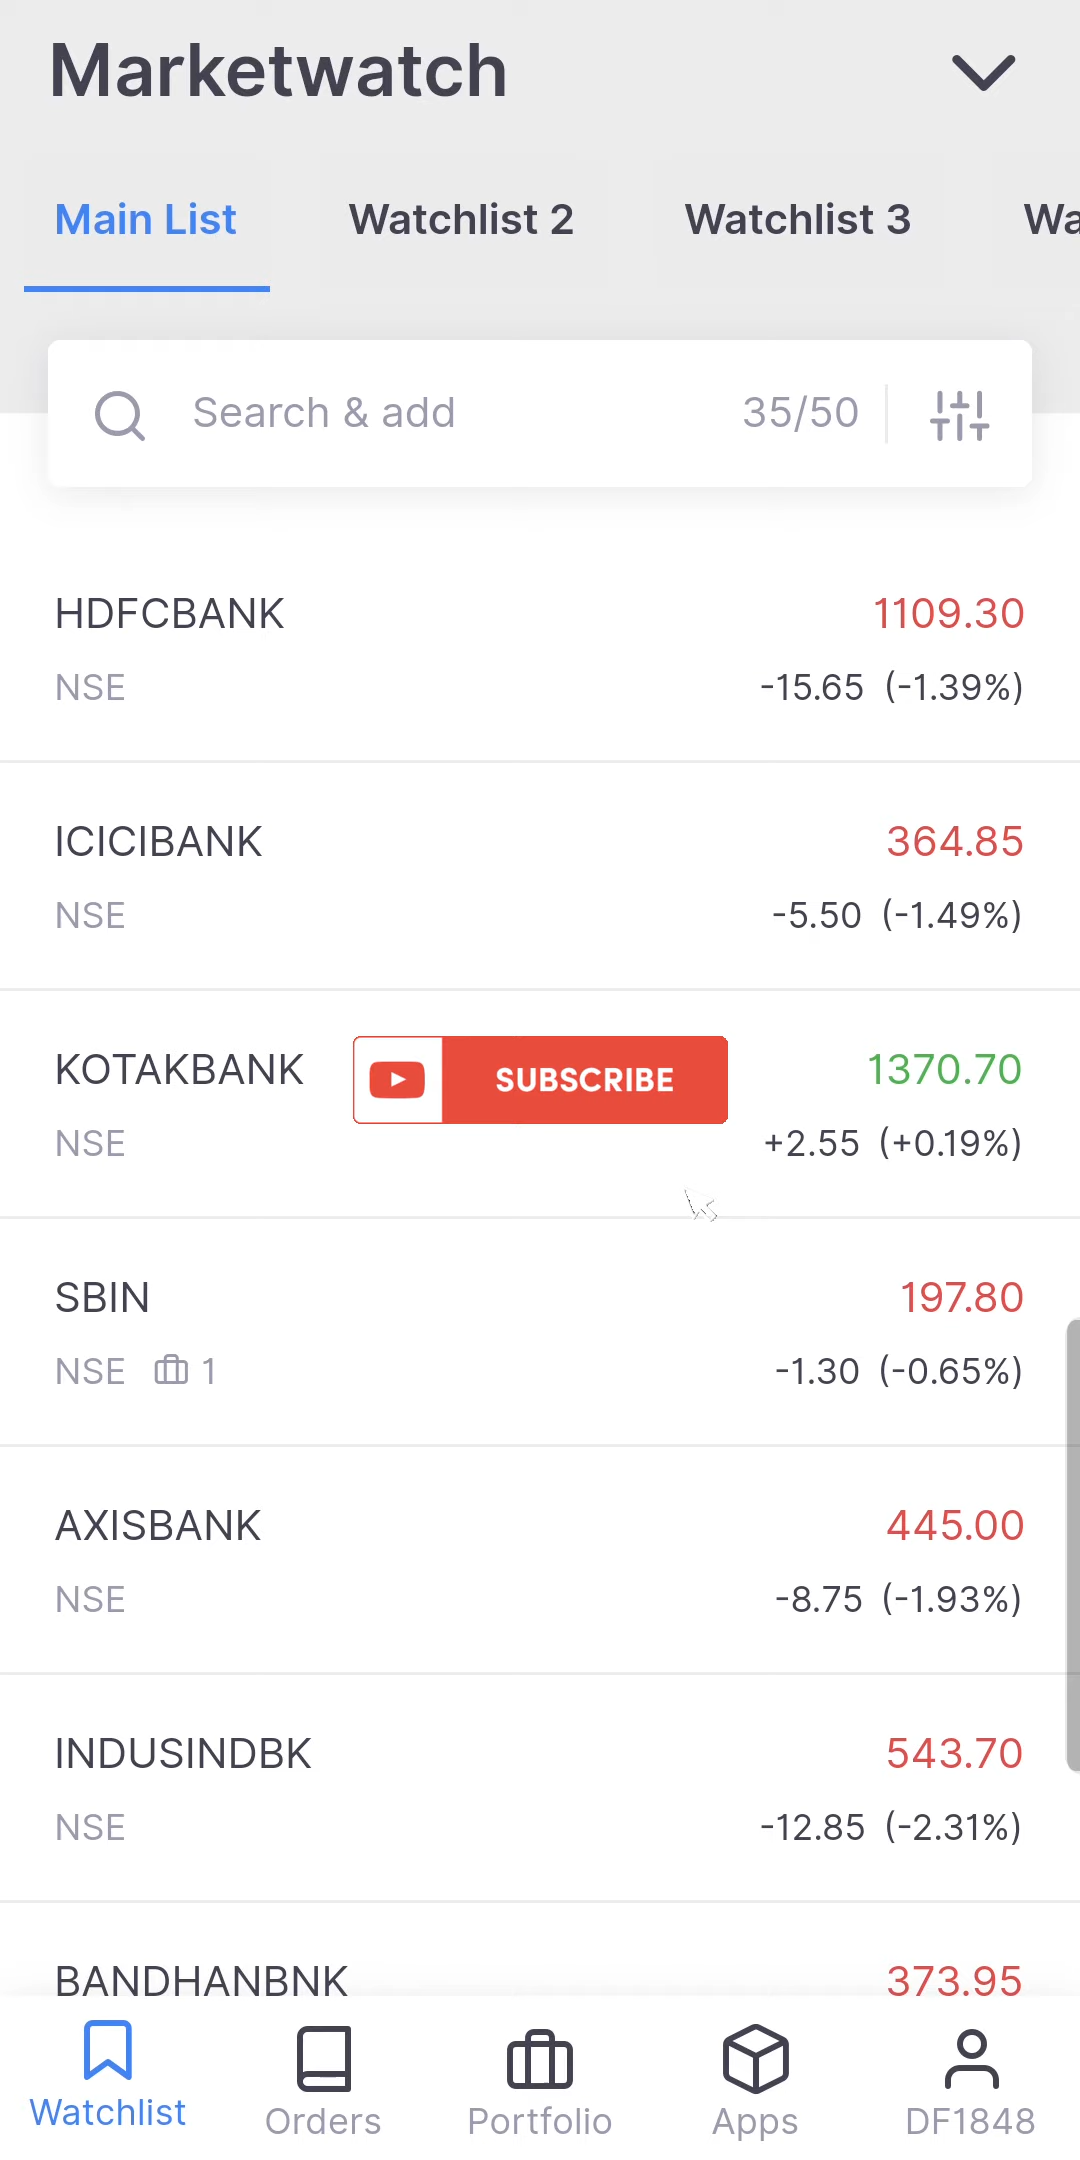 Marketwatch
Main List Watchlist 2 Watchlist 3 Wa
Search & add 35/50
HDFCBANK 1109.30
NSE -15.65 (-1.39%)
ICICIBANK 364.85
NSE -5.50 (-1.49%)
KOTAKBANK SUBSCRIBE 1370.70
NSE +2.55 (+0.19%)
SBIN 197.80
NSE 1 -1.30 (-0.65%)
AXISBANK 445.00
NSE -8.75 (-1.93%)
INDUSINDBK 543.70
NSE -12.85 (-2.31%)
BANDHANBNK 373.95
Watchlist Orders Portfolio Apps DF1848